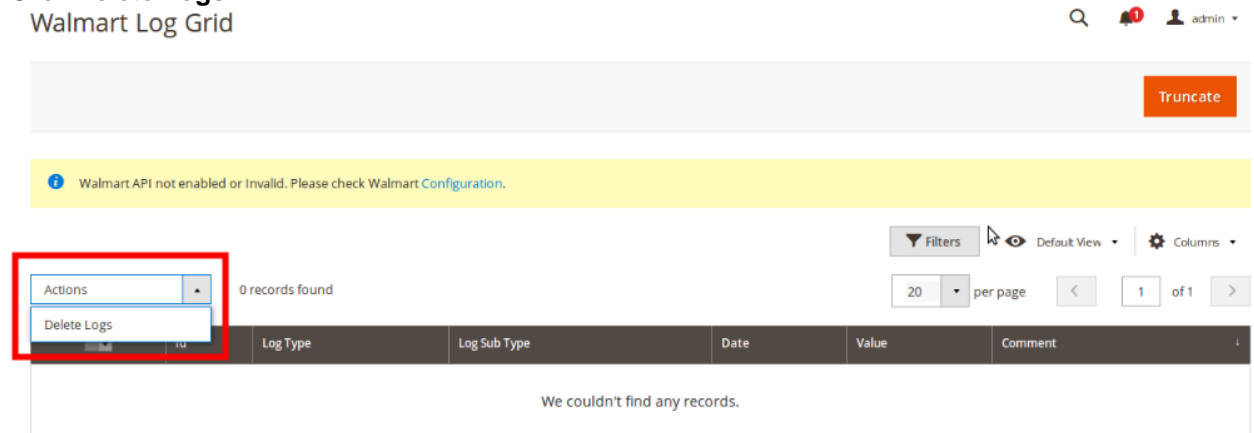 Walmart Log Grid
1
admin
Truncate
Walmart API not enabled or Invalid. Please check Walmart Configuration.
Filters
Default View
Columns
Actions
0 records found
20
per page
1
of 1
Delete Logs
Id
Log Type
Log Sub Type
Date
Value
Comment
We couldn't find any records.